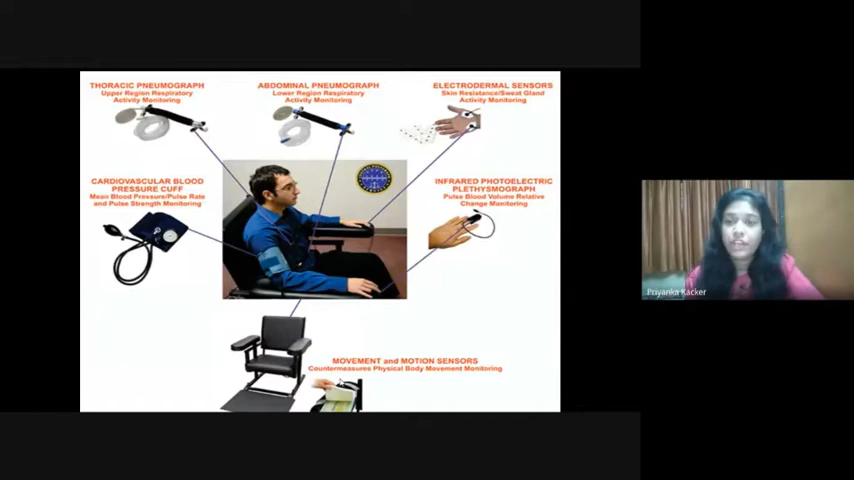 THORACIC PNEUMOGRAPH
Upper Region Respiratory
Activity Monitoring
ABDOMINAL PNEUMOGRAPH
Lower Region Respiratory
Activity Monitoring
ELECTRODERMAL SENSORS
Skin Resistance/Sweat Gland
Activity Monitoring
CARDIOVASCULAR BLOOD
PRESSURE CUFF
Mean Blood Pressure/Pulse Rate
and Pulse Strength Monitoring
INFRARED PHOTOELECTRIC
PLETHYSMOGRAPH
Pulse Blood Volume Relative
Change Monitoring
MOVEMENT and MOTION SENSORS
Countermeasures Physical Body Movement Monitoring
Priyanka Kacker